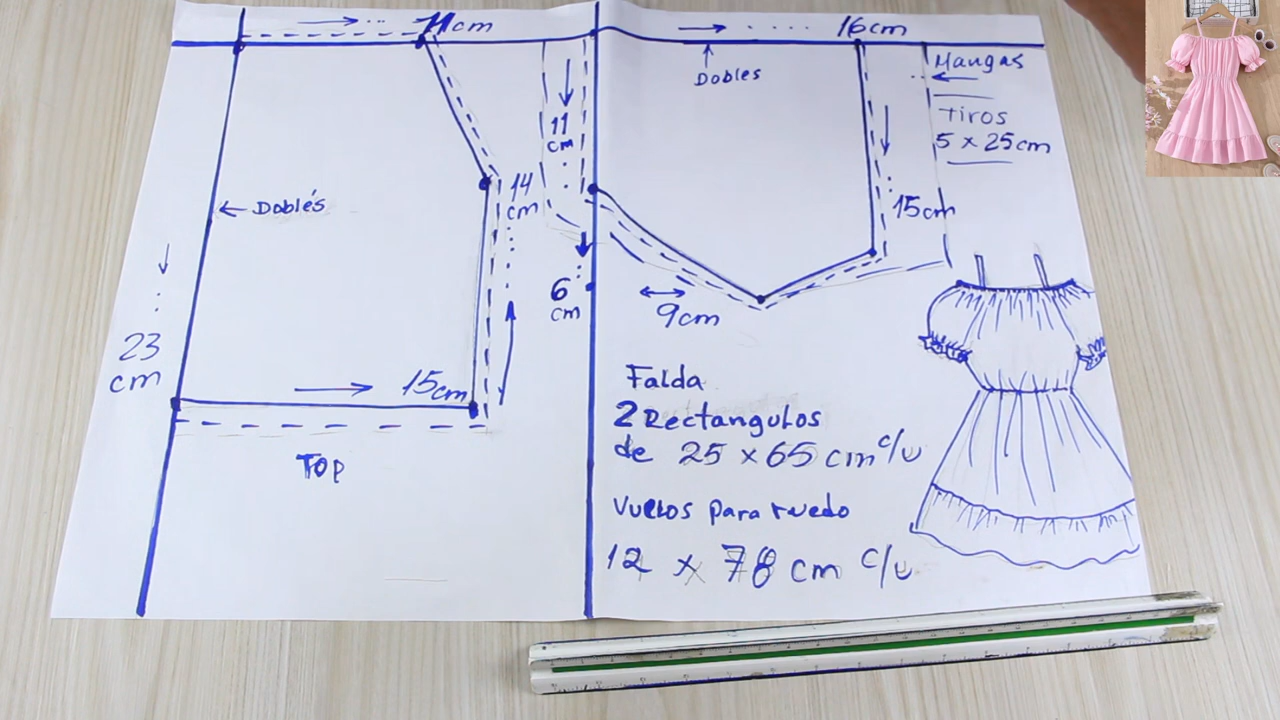 11cm
16cm
Dobles
Mangas
Tiros
5 x 25cm
11
cm
14
cm
← Doblés
15cm
6
cm
9cm
23
cm
15cm
Top
Falda
2 Rectangulos
de 25 x 65 cm c/u
Vuelos para ruedo
12 x 78 cm c/u